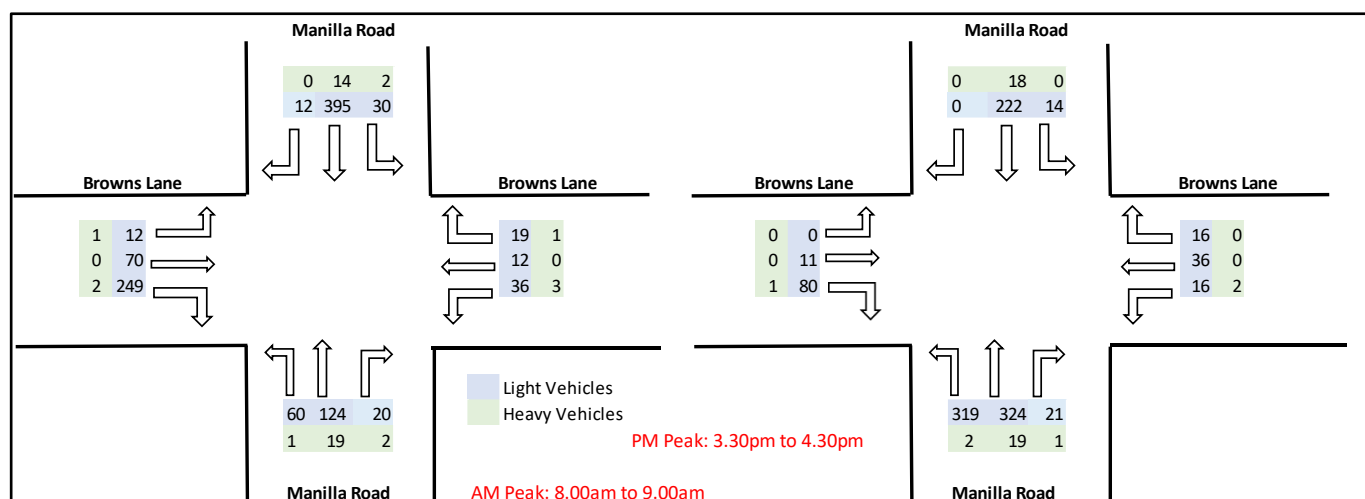 Manilla Road
Manilla Road
0 14 2
0 18 0
12 395 30
0 222 14
Browns Lane
Browns Lane
Browns Lane
Browns Lane
1 12
19 1
0 0
16 0
0 70
12 0
0 11
36 0
2 249
36 3
1 80
16 2
Light Vehicles
Heavy Vehicles
60 124 20
319 324 21
1 19 2
2 19 1
PM Peak: 3.30pm to 4.30pm
Manilla Road
AM Peak: 8.00am to 9.00am
Manilla Road